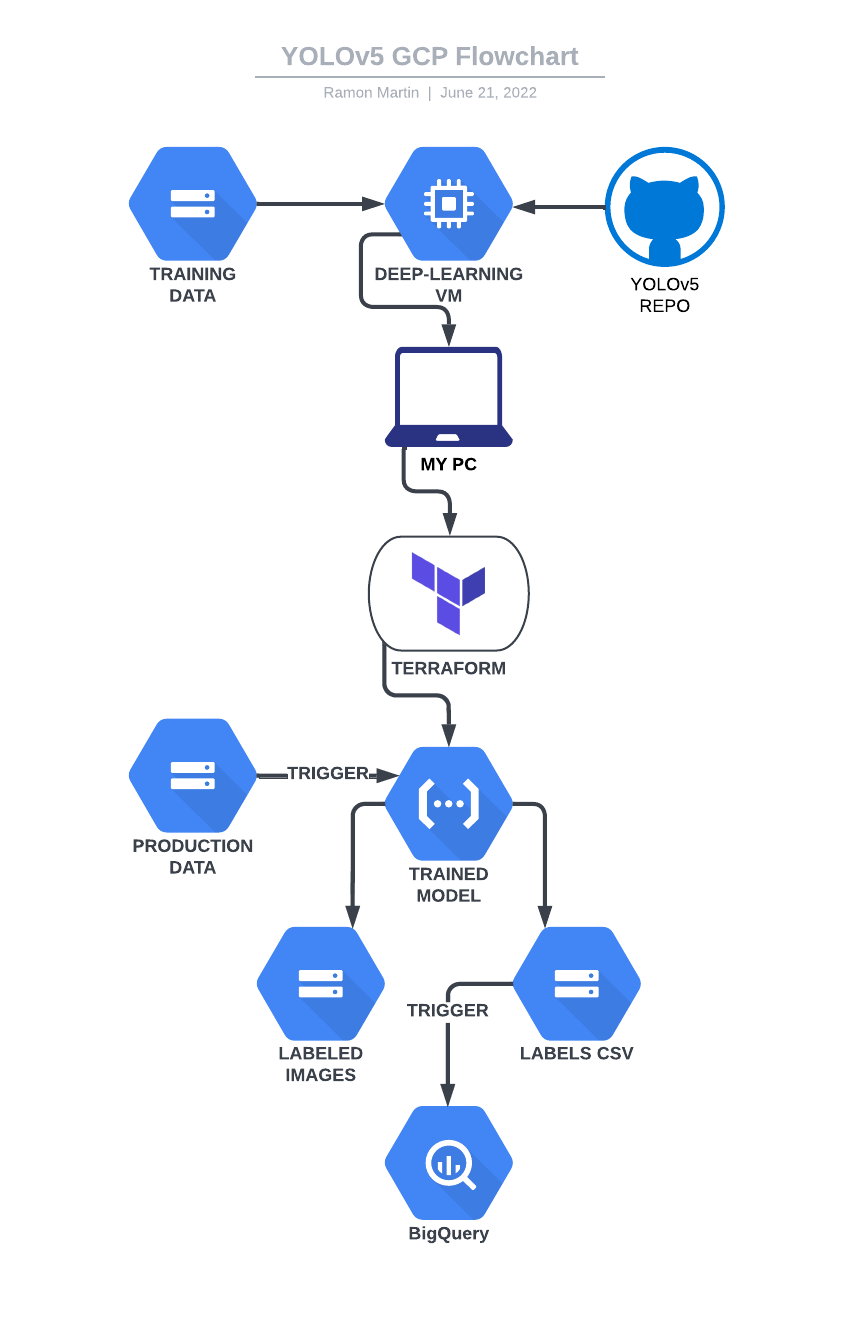 YOLOv5 GCP Flowchart
Ramon Martin | June 21, 2022
TRAINING
DATA
DEEP-LEARNING
VM
YOLOv5
REPO
MY PC
TERRAFORM
TRIGGER
PRODUCTION
DATA
TRAINED
MODEL
TRIGGER
LABELED
IMAGES
LABELS CSV
BigQuery